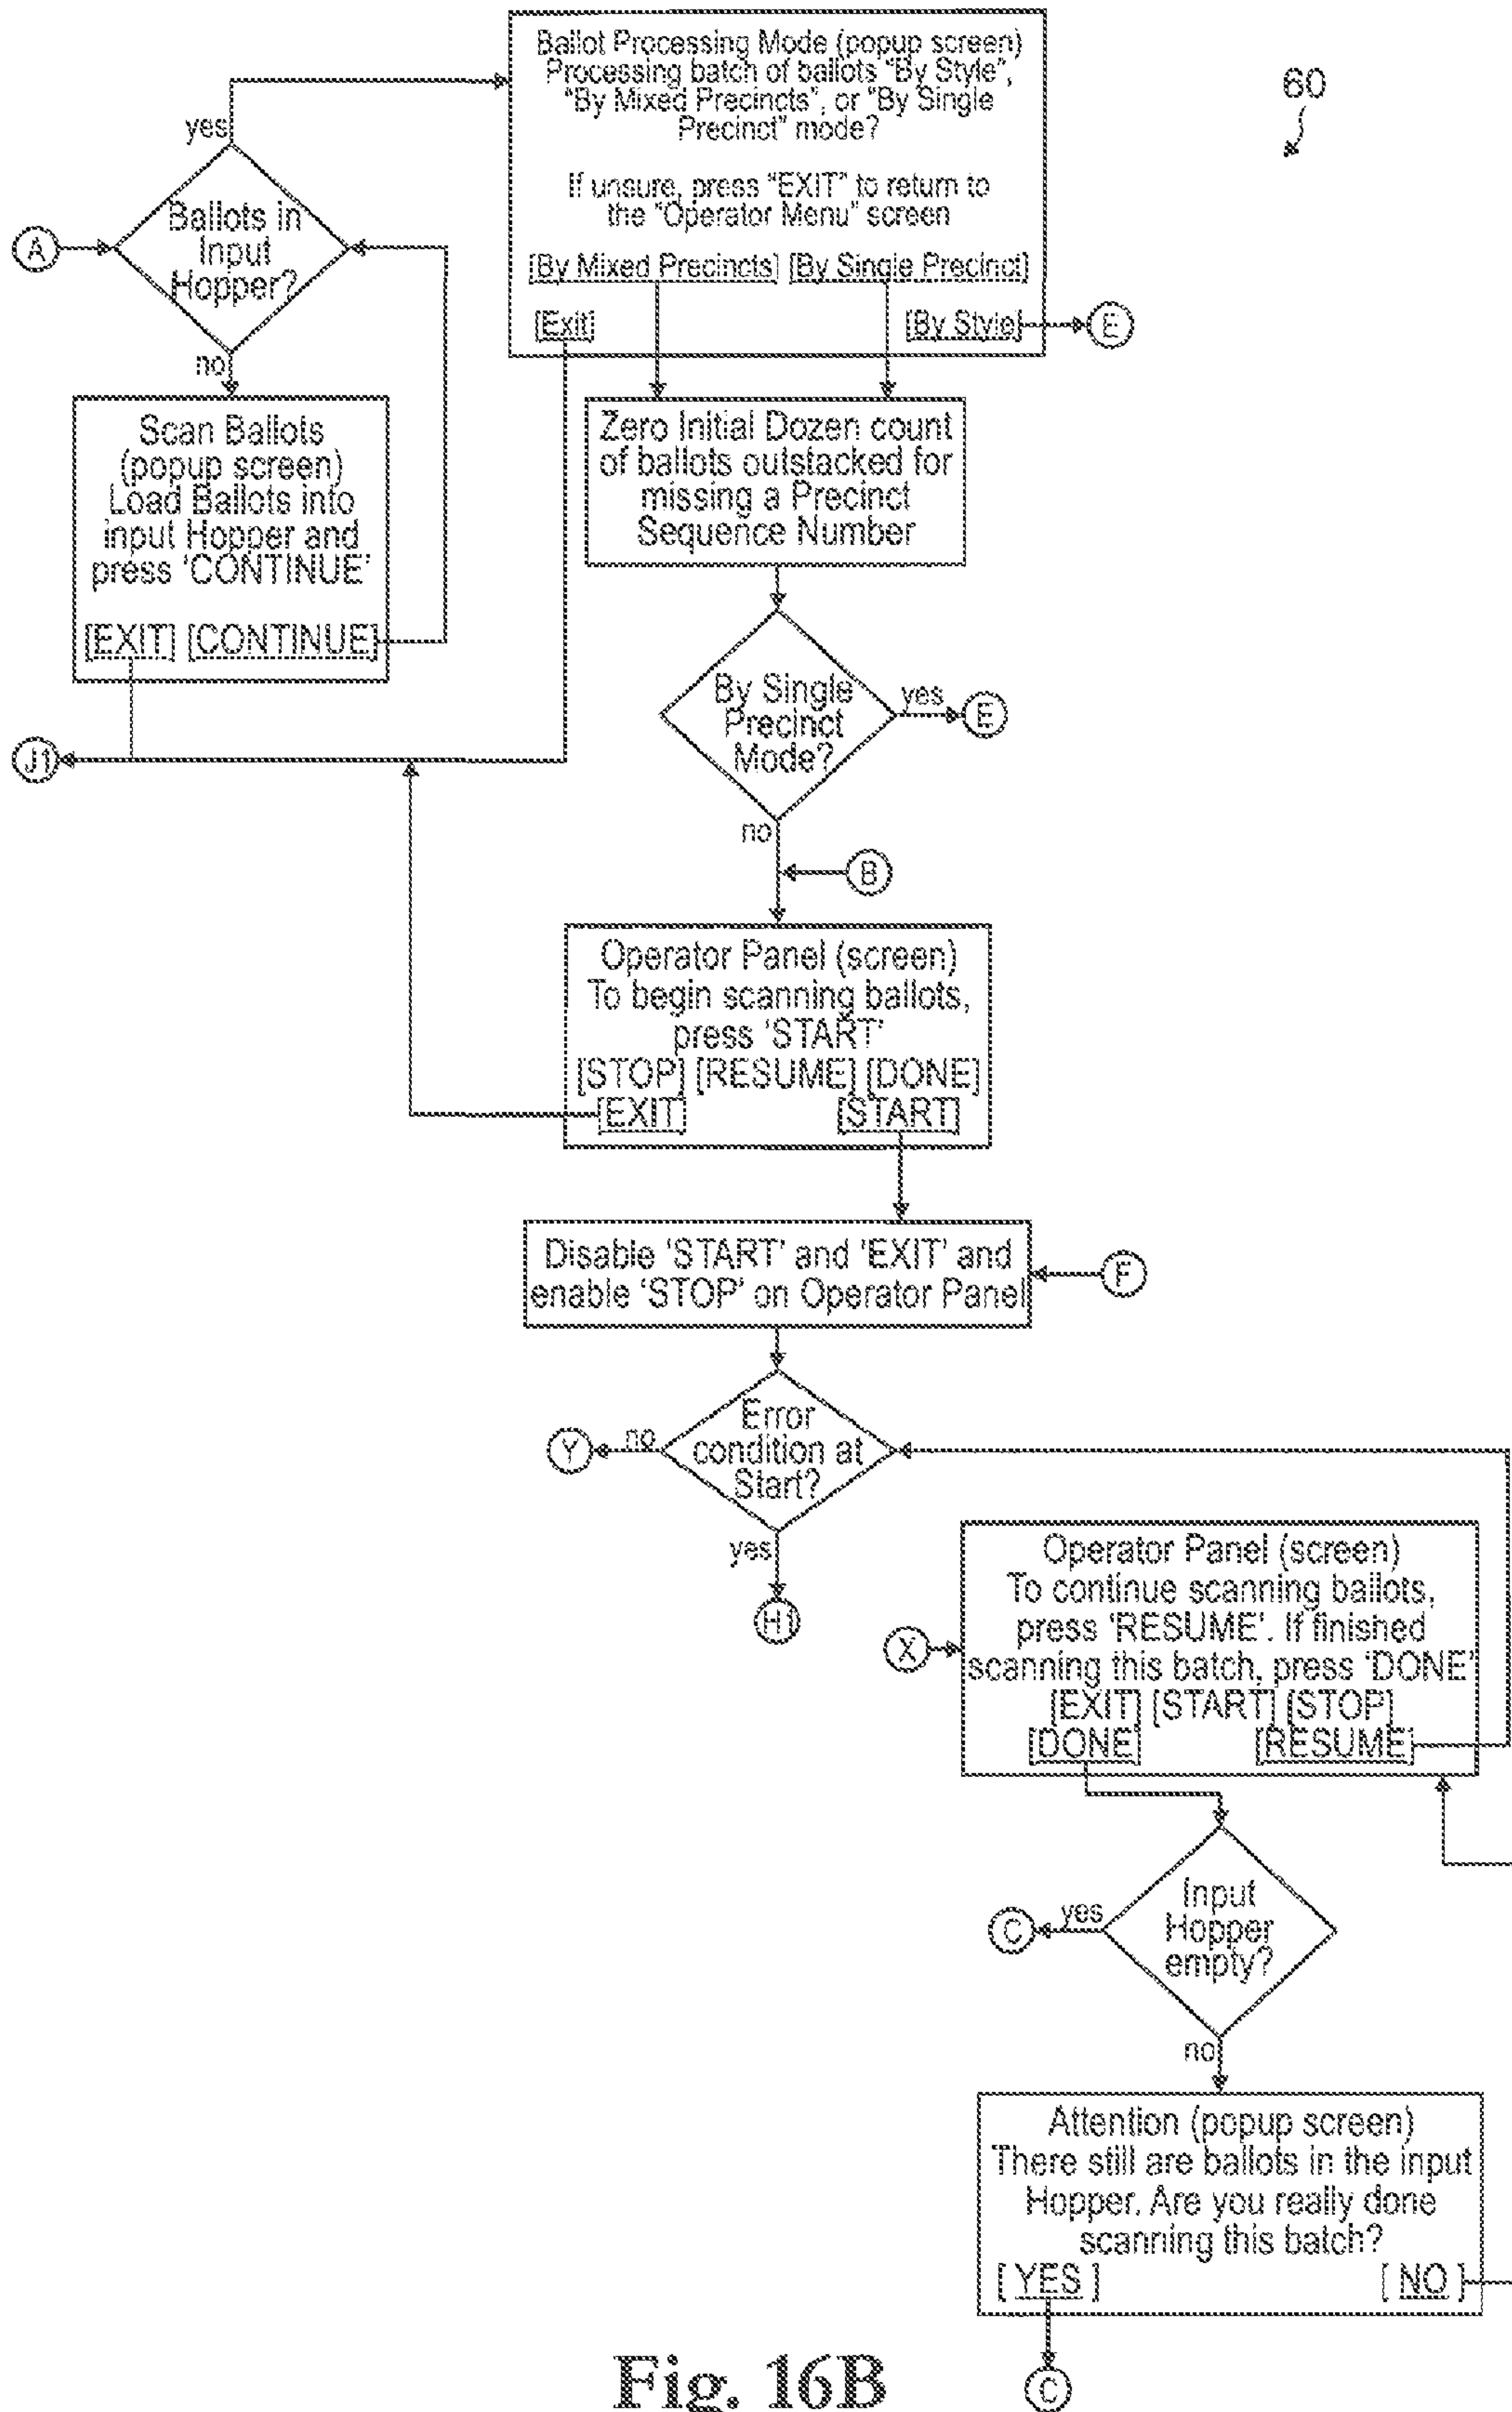 Ballot Processing Mode (popup screen)
Processing batch of ballots “By Style”,
“By Mixed Precincts”, or “By Single
Precinct” mode?
If unsure, press “EXIT” to return to
the “Operator Menu” screen
[By Mixed Precincts] [By Single Precinct]
[Exit]
[By Style]
E
60
yes
Ballots in
Input
Hopper?
A
no
Scan Ballots
(popup screen)
Load Ballots into
input Hopper and
press ‘CONTINUE’
[EXIT] [CONTINUE]
Zero Initial Dozen count
of ballots outstacked for
missing a Precinct
Sequence Number
By Single
Precinct
Mode?
yes
E
J1
no
B
Operator Panel (screen)
To begin scanning ballots,
press ‘START’
[STOP] [RESUME] [DONE]
[EXIT] [START]
Disable ‘START’ and ‘EXIT’ and
enable ‘STOP’ on Operator Panel
F
Error
condition at
Start?
no
Y
yes
H1
X
Operator Panel (screen)
To continue scanning ballots,
press ‘RESUME’. If finished
scanning this batch, press ‘DONE’
[EXIT] [START] [STOP]
[DONE] [RESUME]
Input
Hopper
empty?
yes
C
no
Attention (popup screen)
There still are ballots in the input
Hopper. Are you really done
scanning this batch?
[ YES ] [ NO ]
C
Fig. 16B